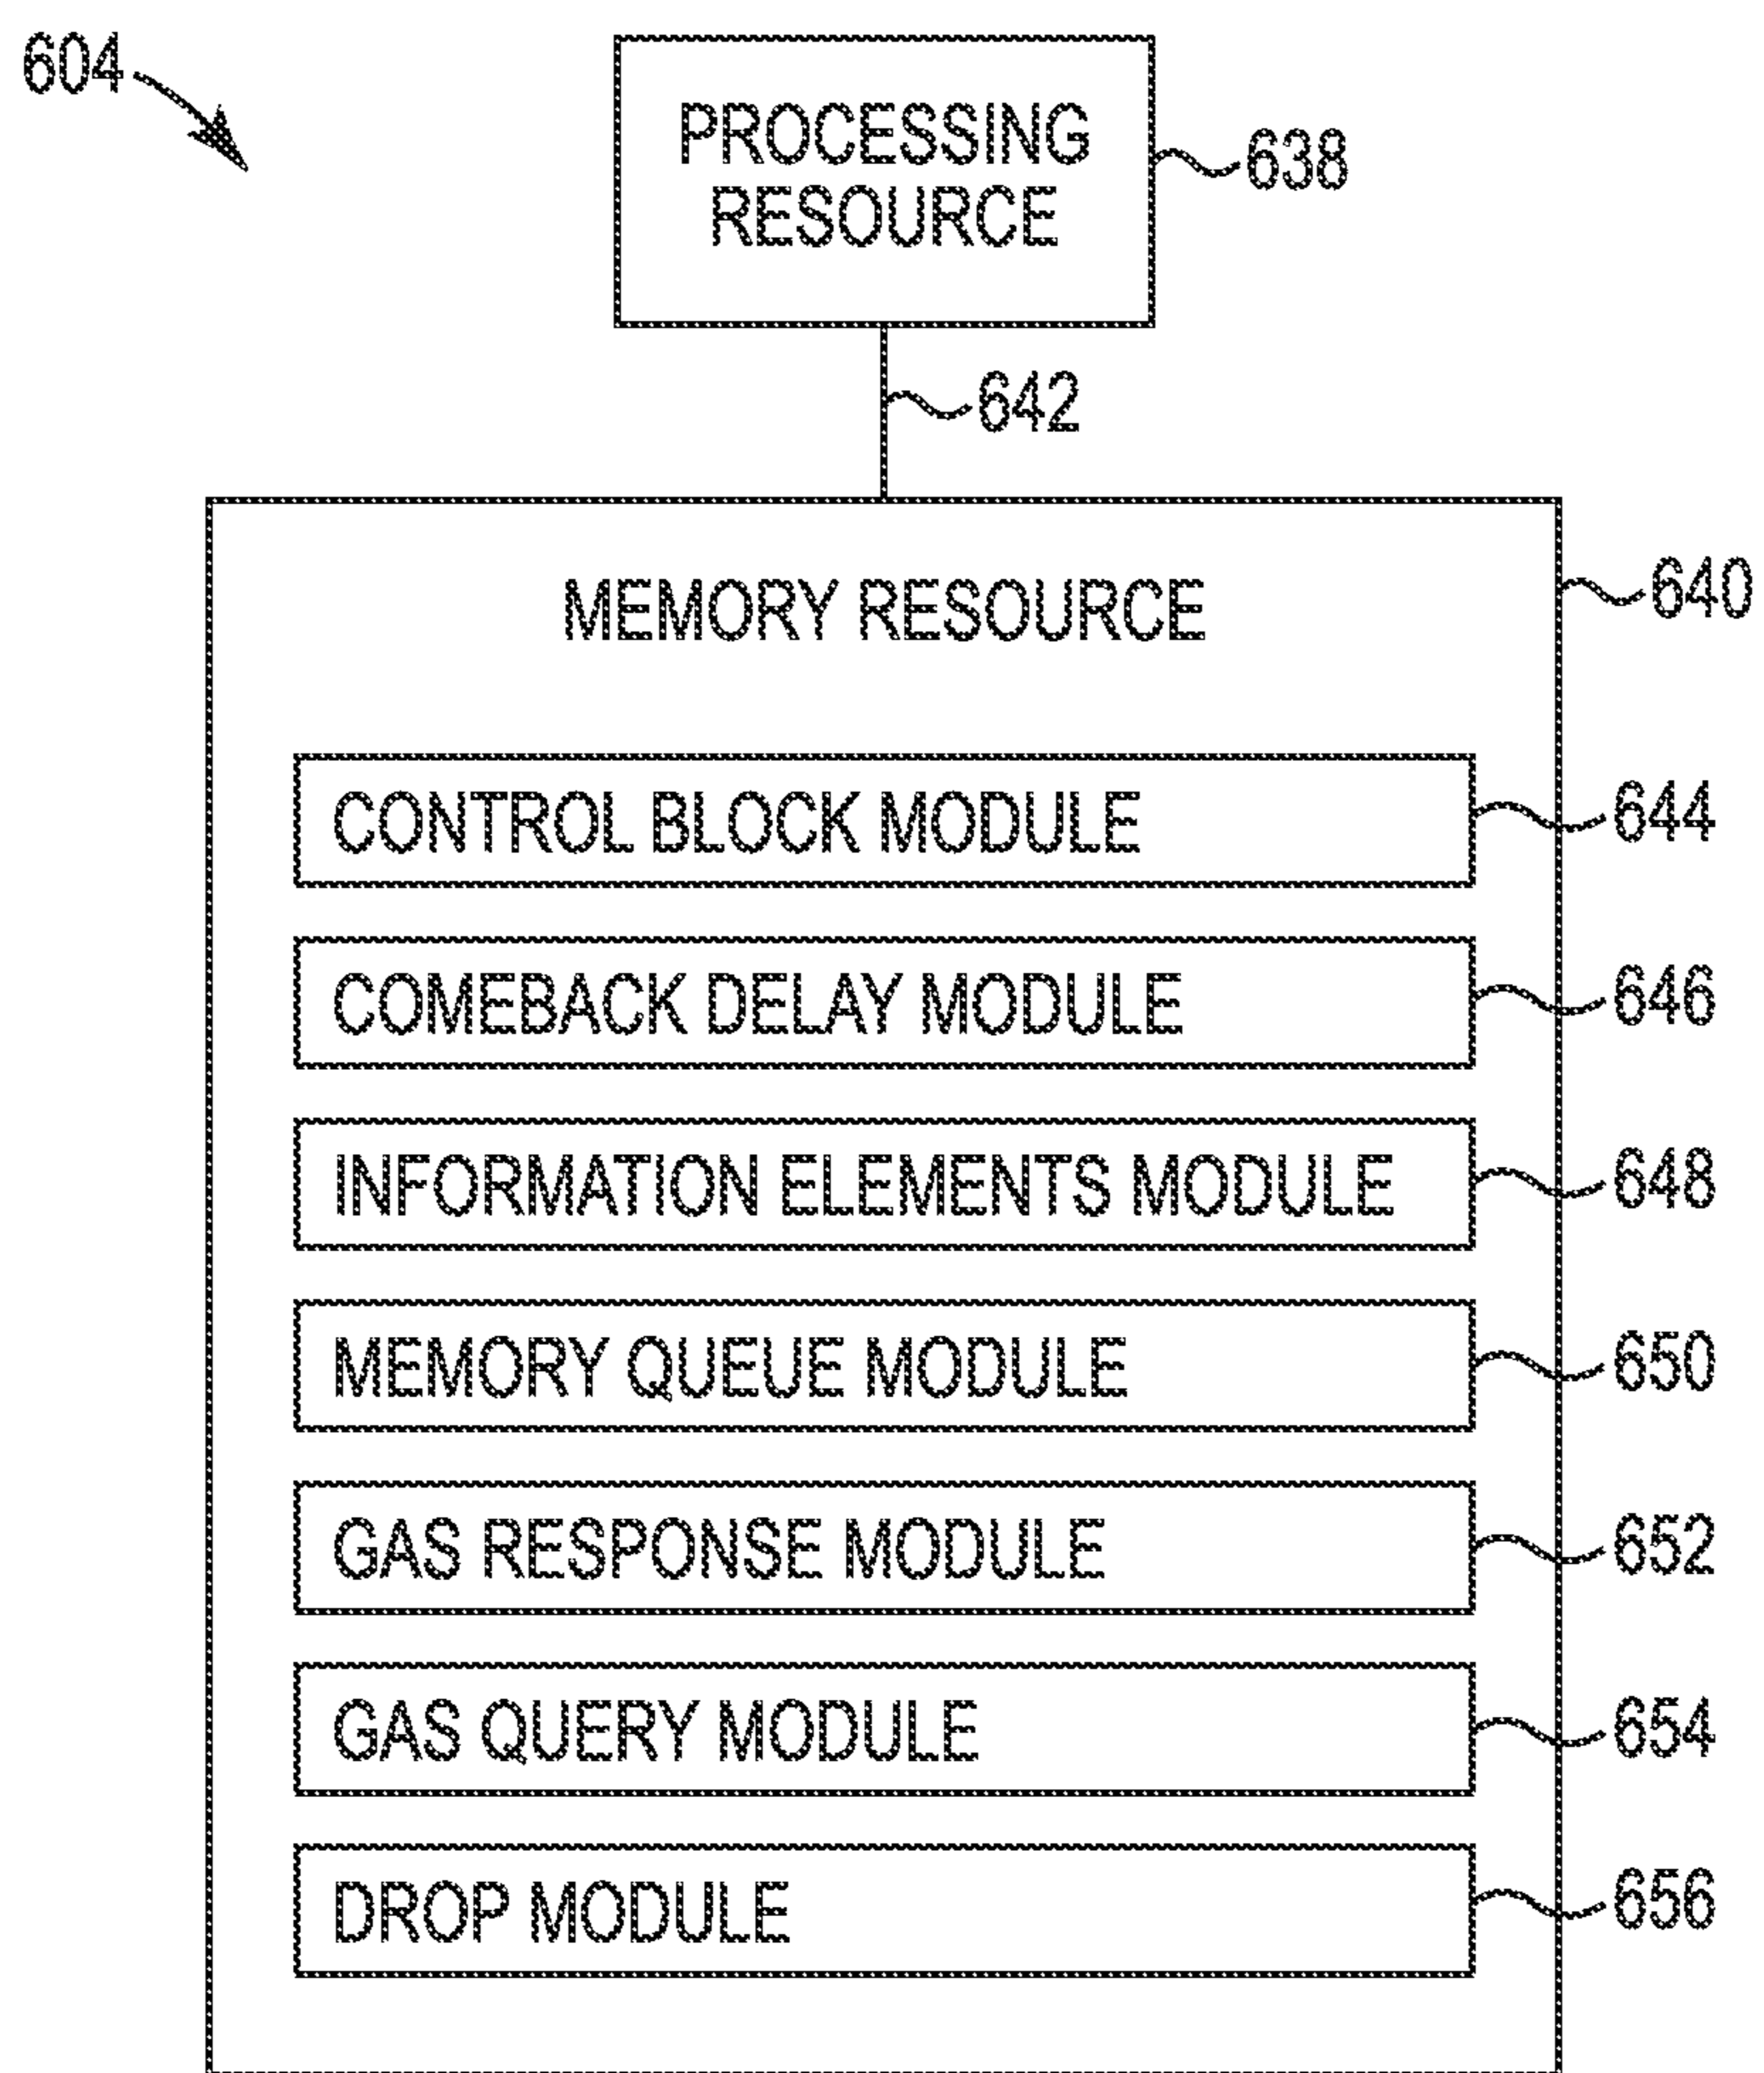 604
PROCESSING
RESOURCE
638
642
MEMORY RESOURCE
640
CONTROL BLOCK MODULE
644
COMEBACK DELAY MODULE
646
INFORMATION ELEMENTS MODULE
648
MEMORY QUEUE MODULE
650
GAS RESPONSE MODULE
652
GAS QUERY MODULE
654
DROP MODULE
656